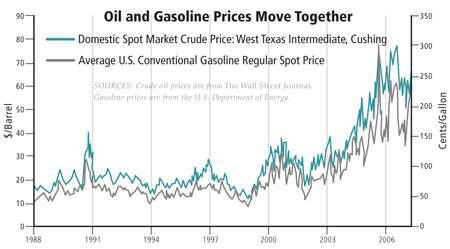 Oil and Gasoline Prices Move Together
90
80
70
60
50
40
30
20
10
0
$/Barrel
Domestic Spot Market Crude Price: West Texas Intermediate, Cushing
Average U.S. Conventional Gasoline Regular Spot Price
SOURCES: Crude oil prices are from The Wall Street Journal.
Gasoline prices are from the U.S. Department of Energy.
350
300
250
200
150
100
50
0
Cents/Gallon
1988 1991 1994 1997 2000 2003 2006